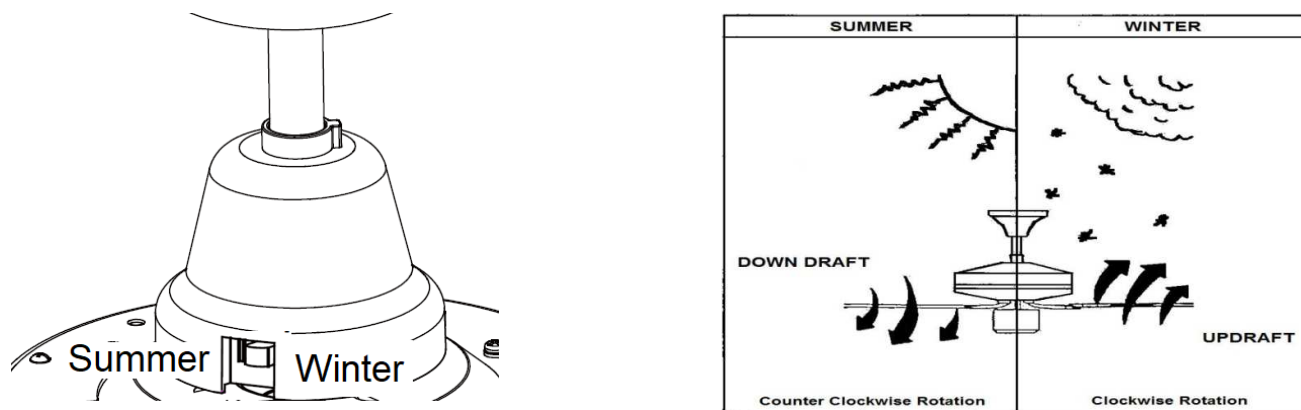 Summer
Winter
SUMMER
WINTER
DOWN DRAFT
UPDRAFT
Counter Clockwise Rotation
Clockwise Rotation